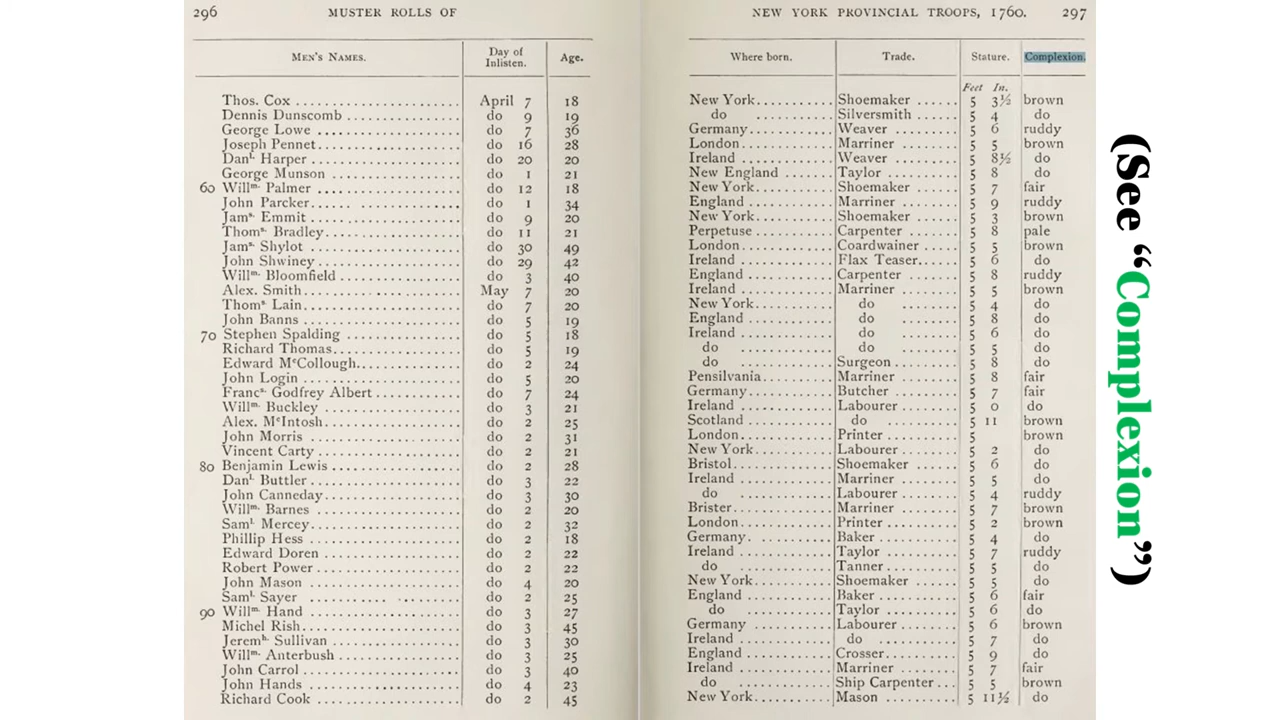 296 MUSTER ROLLS OF
MEN'S NAMES. Day of Inlisten. Age.
Thos. Cox .................... April 7 18
Dennis Dunscomb .................... do 9 19
George Lowe .................... do 7 36
Joseph Pennet.................... do 16 28
Danl. Harper .................... do 20 20
George Munson .................... do 1 21
60 Willm. Palmer .................... do 12 18
John Parcker.................... do 1 34
Jams. Emmit .................... do 9 20
Thoms. Bradley.................... do 11 21
Jams. Shylot .................... do 30 49
John Shwiney .................... do 29 42
Willm. Bloomfield .................... do 3 40
Alex. Smith.................... May 7 20
Thoms. Lain.................... do 7 20
John Banns .................... do 5 19
70 Stephen Spalding .................... do 5 18
Richard Thomas.................... do 5 19
Edward McCollough.................... do 2 24
John Login .................... do 5 20
Francs. Godfrey Albert .................... do 7 24
Willm. Buckley .................... do 3 21
Alex. McIntosh.................... do 2 25
John Morris .................... do 2 31
Vincent Carty .................... do 2 21
80 Benjamin Lewis .................... do 2 28
Danl. Buttler .................... do 3 22
John Canneday.................... do 3 30
Willm. Barnes .................... do 2 20
Saml. Mercey.................... do 2 32
Phillip Hess .................... do 2 18
Edward Doren .................... do 2 22
Robert Power .................... do 2 22
John Mason .................... do 4 20
Saml. Sayer .................... do 2 25
90 Willm. Hand .................... do 3 27
Michel Rish.................... do 3 45
Jeremh. Sullivan .................... do 3 30
Willm. Anterbush .................... do 3 25
John Carrol .................... do 3 40
John Hands .................... do 4 23
Richard Cook .................... do 2 45
NEW YORK PROVINCIAL TROOPS, 1760. 297
Where born. Trade. Stature. Complexion.
Feet In.
New York.......... Shoemaker ...... 5 3½ brown
do .......... Silversmith ...... 5 4 do
Germany.......... Weaver ........ 5 6 ruddy
London.......... Marriner ....... 5 5 brown
Ireland .......... Weaver ........ 5 8½ do
New England ....... Taylor ........ 5 8 do
New York.......... Shoemaker ...... 5 7 fair
England .......... Marriner ....... 5 9 ruddy
New York.......... Shoemaker ...... 5 3 brown
Perpetuse ......... Carpenter ...... 5 8 pale
London.......... Coardwainer .... 5 5 brown
Ireland .......... Flax Teaser.... 5 6 do
England .......... Carpenter ...... 5 8 ruddy
Ireland .......... Marriner ....... 5 5 brown
New York.......... do 5 4 do
England .......... do 5 8 do
Ireland .......... do 5 6 do
do .......... do 5 5 do
do .......... Surgeon ........ 5 8 do
Pensilvania........ Marriner ....... 5 8 fair
Germany.......... Butcher ........ 5 7 fair
Ireland .......... Labourer ....... 5 0 do
Scotland .......... do 5 11 brown
London.......... Printer ........ 5 brown
New York.......... Labourer ....... 5 2 do
Bristol.......... Shoemaker ...... 5 6 do
Ireland .......... Marriner ....... 5 5 do
do .......... Labourer ....... 5 4 ruddy
Brister.......... Marriner ....... 5 7 brown
London.......... Printer ........ 5 2 brown
Germany.......... Baker .......... 5 4 do
Ireland .......... Taylor ......... 5 7 ruddy
do .......... Tanner ......... 5 5 do
New York.......... Shoemaker ...... 5 5 do
England .......... Baker .......... 5 6 fair
do .......... Taylor ......... 5 6 do
Germany .......... Labourer ....... 5 6 brown
Ireland .......... do 5 7 do
England .......... Crosser......... 5 9 do
Ireland .......... Marriner ....... 5 7 fair
do .......... Ship Carpenter... 5 5 brown
New York.......... Mason .......... 5 11½ do
(See “Complexion”)